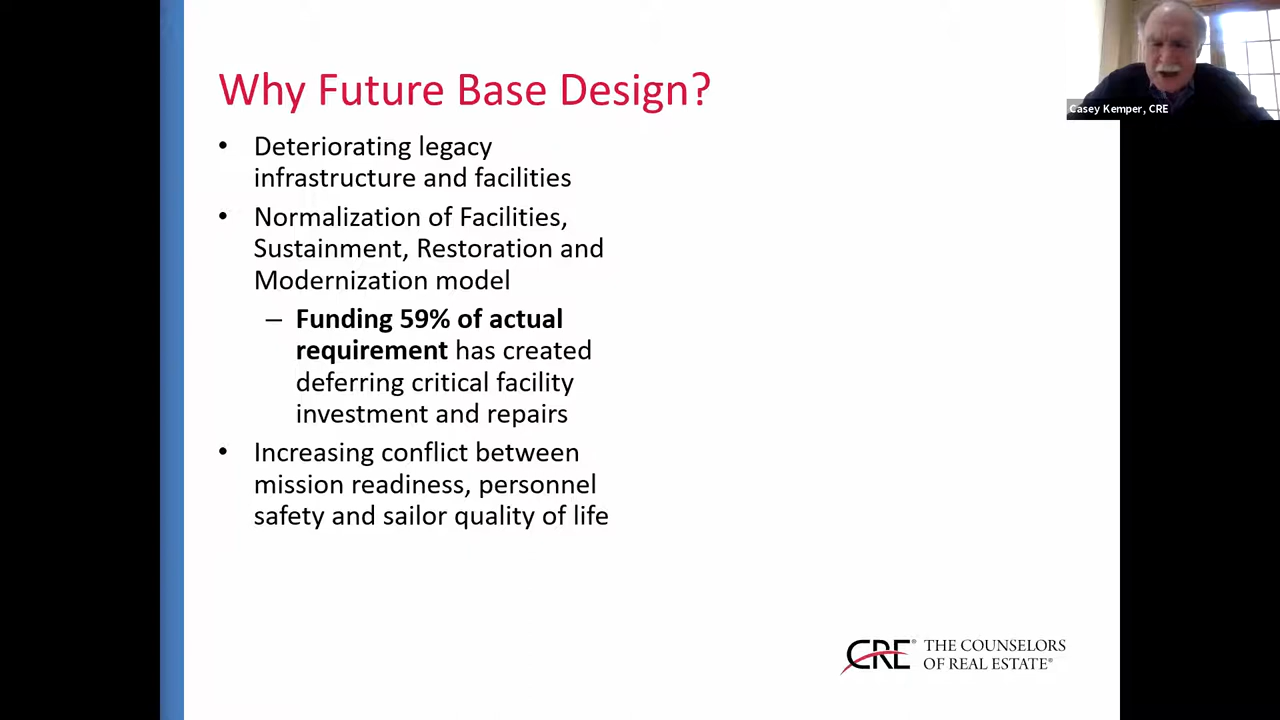 Why Future Base Design?
• Deteriorating legacy
infrastructure and facilities
• Normalization of Facilities,
Sustainment, Restoration and
Modernization model
– Funding 59% of actual
requirement has created
deferring critical facility
investment and repairs
• Increasing conflict between
mission readiness, personnel
safety and sailor quality of life
Casey Kemper, CRE
CRE® THE COUNSELORS
OF REAL ESTATE®